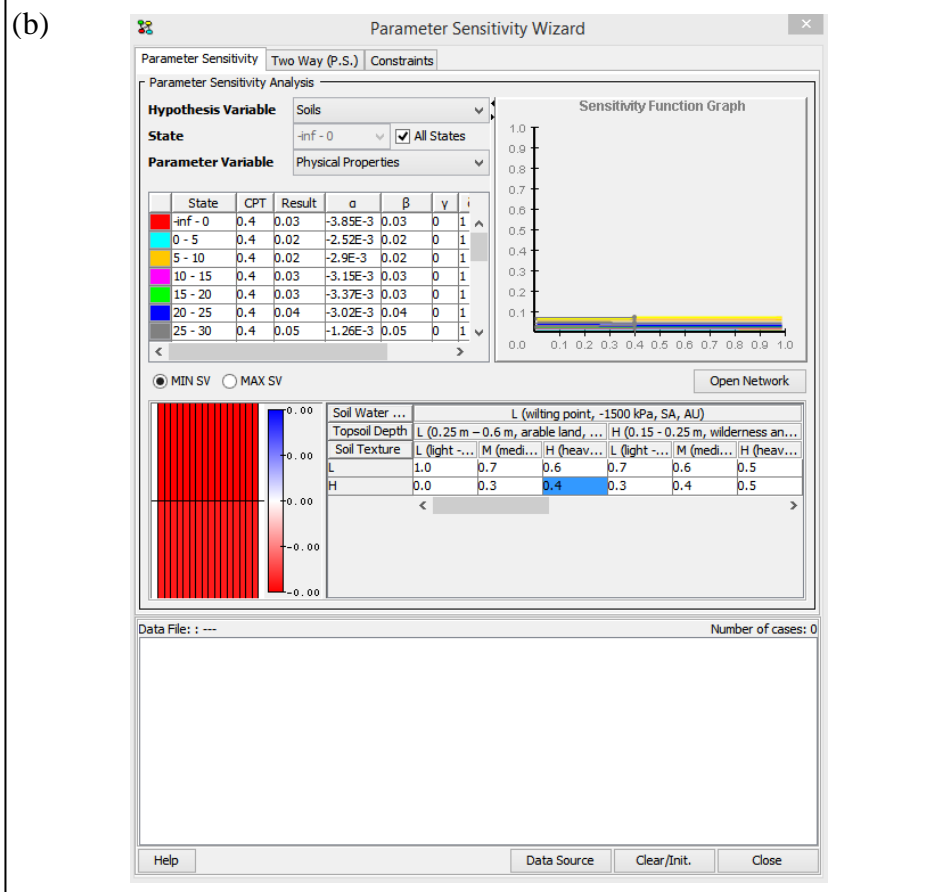 (b)
Parameter Sensitivity Wizard
Parameter Sensitivity Two Way (P.S.) Constraints
Parameter Sensitivity Analysis
Hypothesis Variable Soils
State -inf - 0 All States
Parameter Variable Physical Properties
State CPT Result α β γ
-inf - 0 0.4 0.03 -3.85E-3 0.03 0 1
0 - 5 0.4 0.02 -2.52E-3 0.02 0 1
5 - 10 0.4 0.02 -2.9E-3 0.02 0 1
10 - 15 0.4 0.03 -3.15E-3 0.03 0 1
15 - 20 0.4 0.03 -3.37E-3 0.03 0 1
20 - 25 0.4 0.04 -3.02E-3 0.04 0 1
25 - 30 0.4 0.05 -1.26E-3 0.05 0 1
Sensitivity Function Graph
1.0
0.9
0.8
0.7
0.6
0.5
0.4
0.3
0.2
0.1
0.0 0.1 0.2 0.3 0.4 0.5 0.6 0.7 0.8 0.9 1.0
MIN SV MAX SV
Open Network
0.00
0.00
0.00
-0.00
-0.00
Soil Water ... L (wilting point, -1500 kPa, SA, AU)
Topsoil Depth L (0.25 m – 0.6 m, arable land, ... H (0.15 - 0.25 m, wilderness an...
Soil Texture L (light -... M (medi... H (heav... L (light -... M (medi... H (heav...
L 1.0 0.7 0.6 0.7 0.6 0.5
H 0.0 0.3 0.4 0.3 0.4 0.5
Data File: : ---
Number of cases: 0
Help Data Source Clear/Init. Close